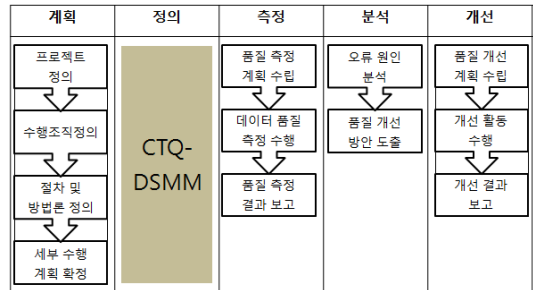 계획
정의
측정
분석
개선
프로젝트
정의
수행조직정의
절차 및
방법론 정의
세부 수행
계획 확정
CTQ-
DSMM
품질 측정
계획 수립
데이터 품질
측정 수행
품질 측정
결과 보고
오류 원인
분석
품질 개선
방안 도출
품질 개선
계획 수립
개선 활동
수행
개선 결과
보고